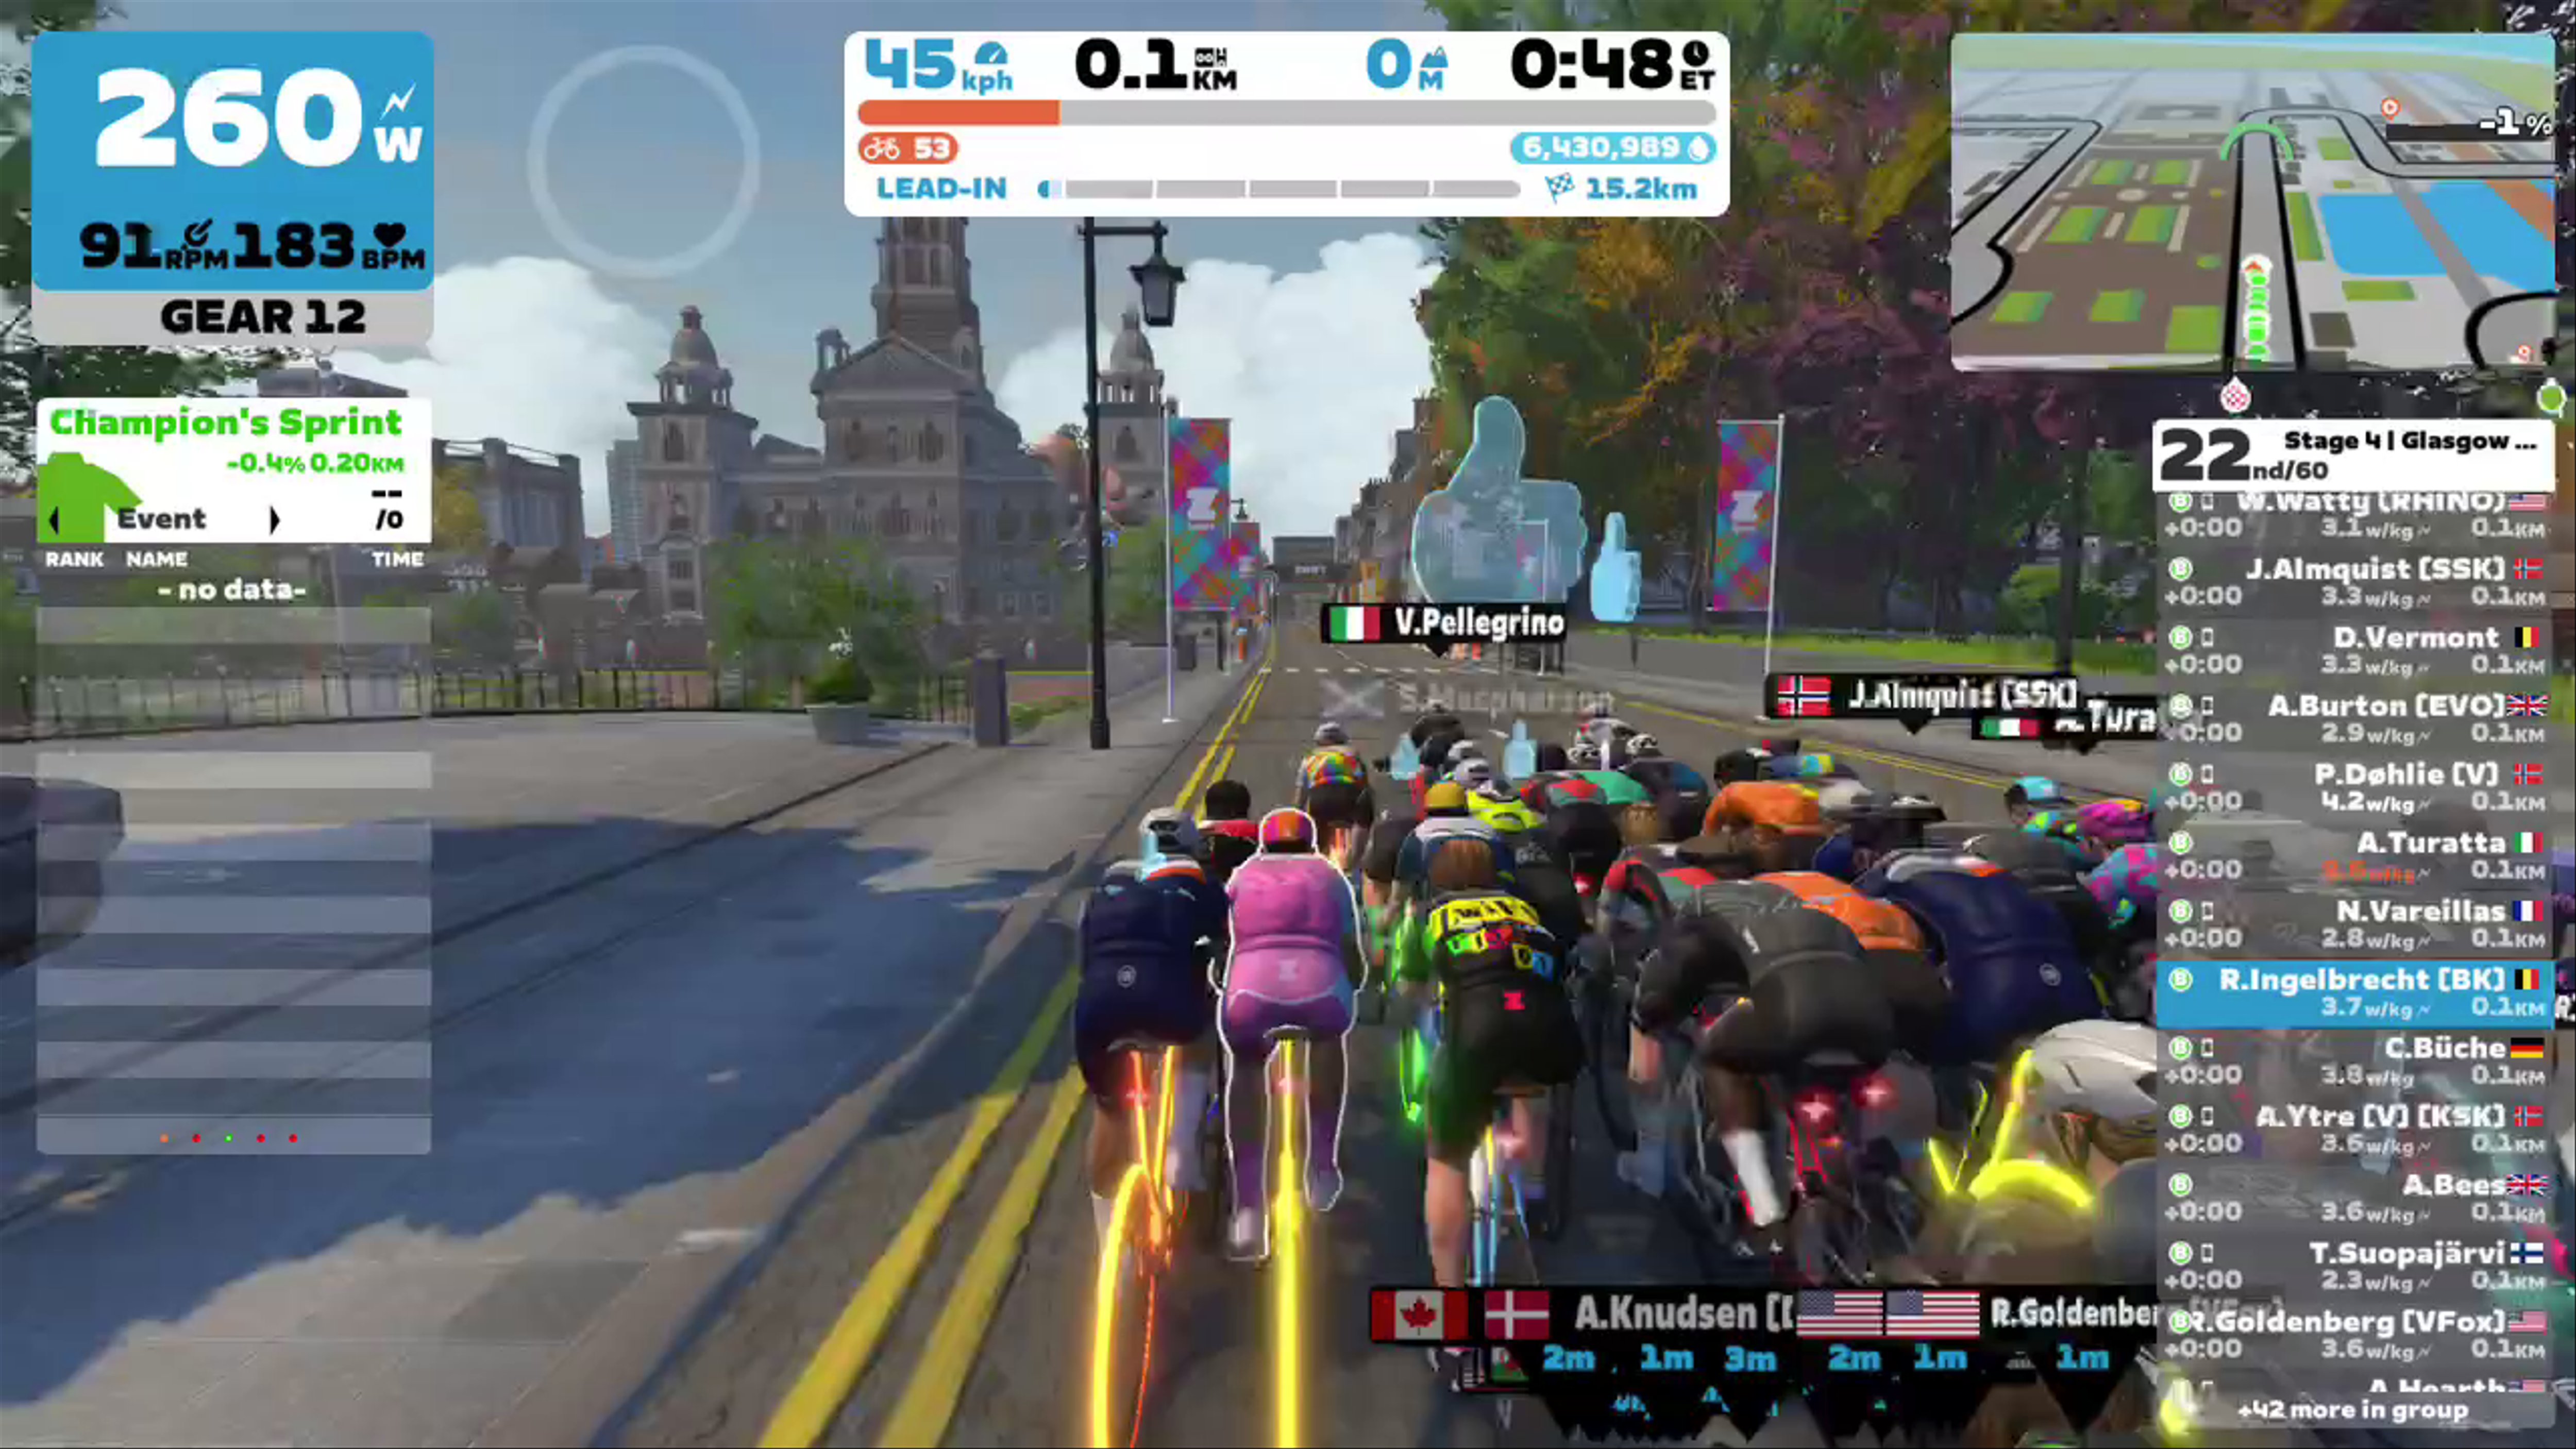 260 W
91 RPM 183 BPM
GEAR 12
45 kph 0.1 KM 0 M 0:48 ET
53 6,430,989
LEAD-IN 15.2km
-1%
Champion's Sprint
-0.4% 0.20KM
--
Event /0
RANK NAME TIME
- no data-
V.Pellegrino
S.Macpherson
J.Almquist [SSK]
22nd/60 Stage 4 | Glasgow ...
W.Watty [RHINO]
+0:00 3.1w/kg 0.1KM
J.Almquist [SSK]
+0:00 3.3w/kg 0.1KM
D.Vermont
+0:00 3.3w/kg 0.1KM
A.Burton [EVO]
+0:00 2.9w/kg 0.1KM
P.Døhlie [V]
+0:00 4.2w/kg 0.1KM
A.Turatta
+0:00 0.1KM
N.Vareillas
+0:00 2.8w/kg 0.1KM
R.Ingelbrecht [BK]
3.7w/kg 0.1KM
C.Büche
+0:00 3.8w/kg 0.1KM
A.Ytre [V] [KSK]
+0:00 3.6w/kg 0.1KM
A.Bees
+0:00 3.6w/kg 0.1KM
T.Suopajärvi
+0:00 2.3w/kg 0.1KM
R.Goldenberg [VFox]
+0:00 3.6w/kg 0.1KM
A.Hearth
+42 more in group
A.Knudsen
R.Goldenber
2m 1m 3m 2m 1m 1m